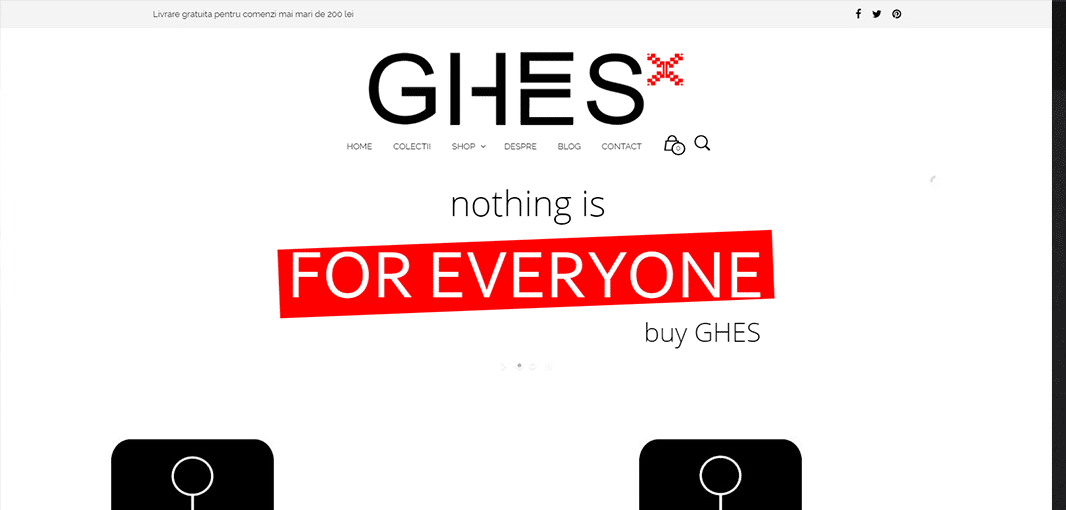 Livrare gratuita pentru comenzi mai mari de 200 lei
GHES
HOME COLECTII SHOP DESPRE BLOG CONTACT 0
nothing is
FOR EVERYONE
buy GHES